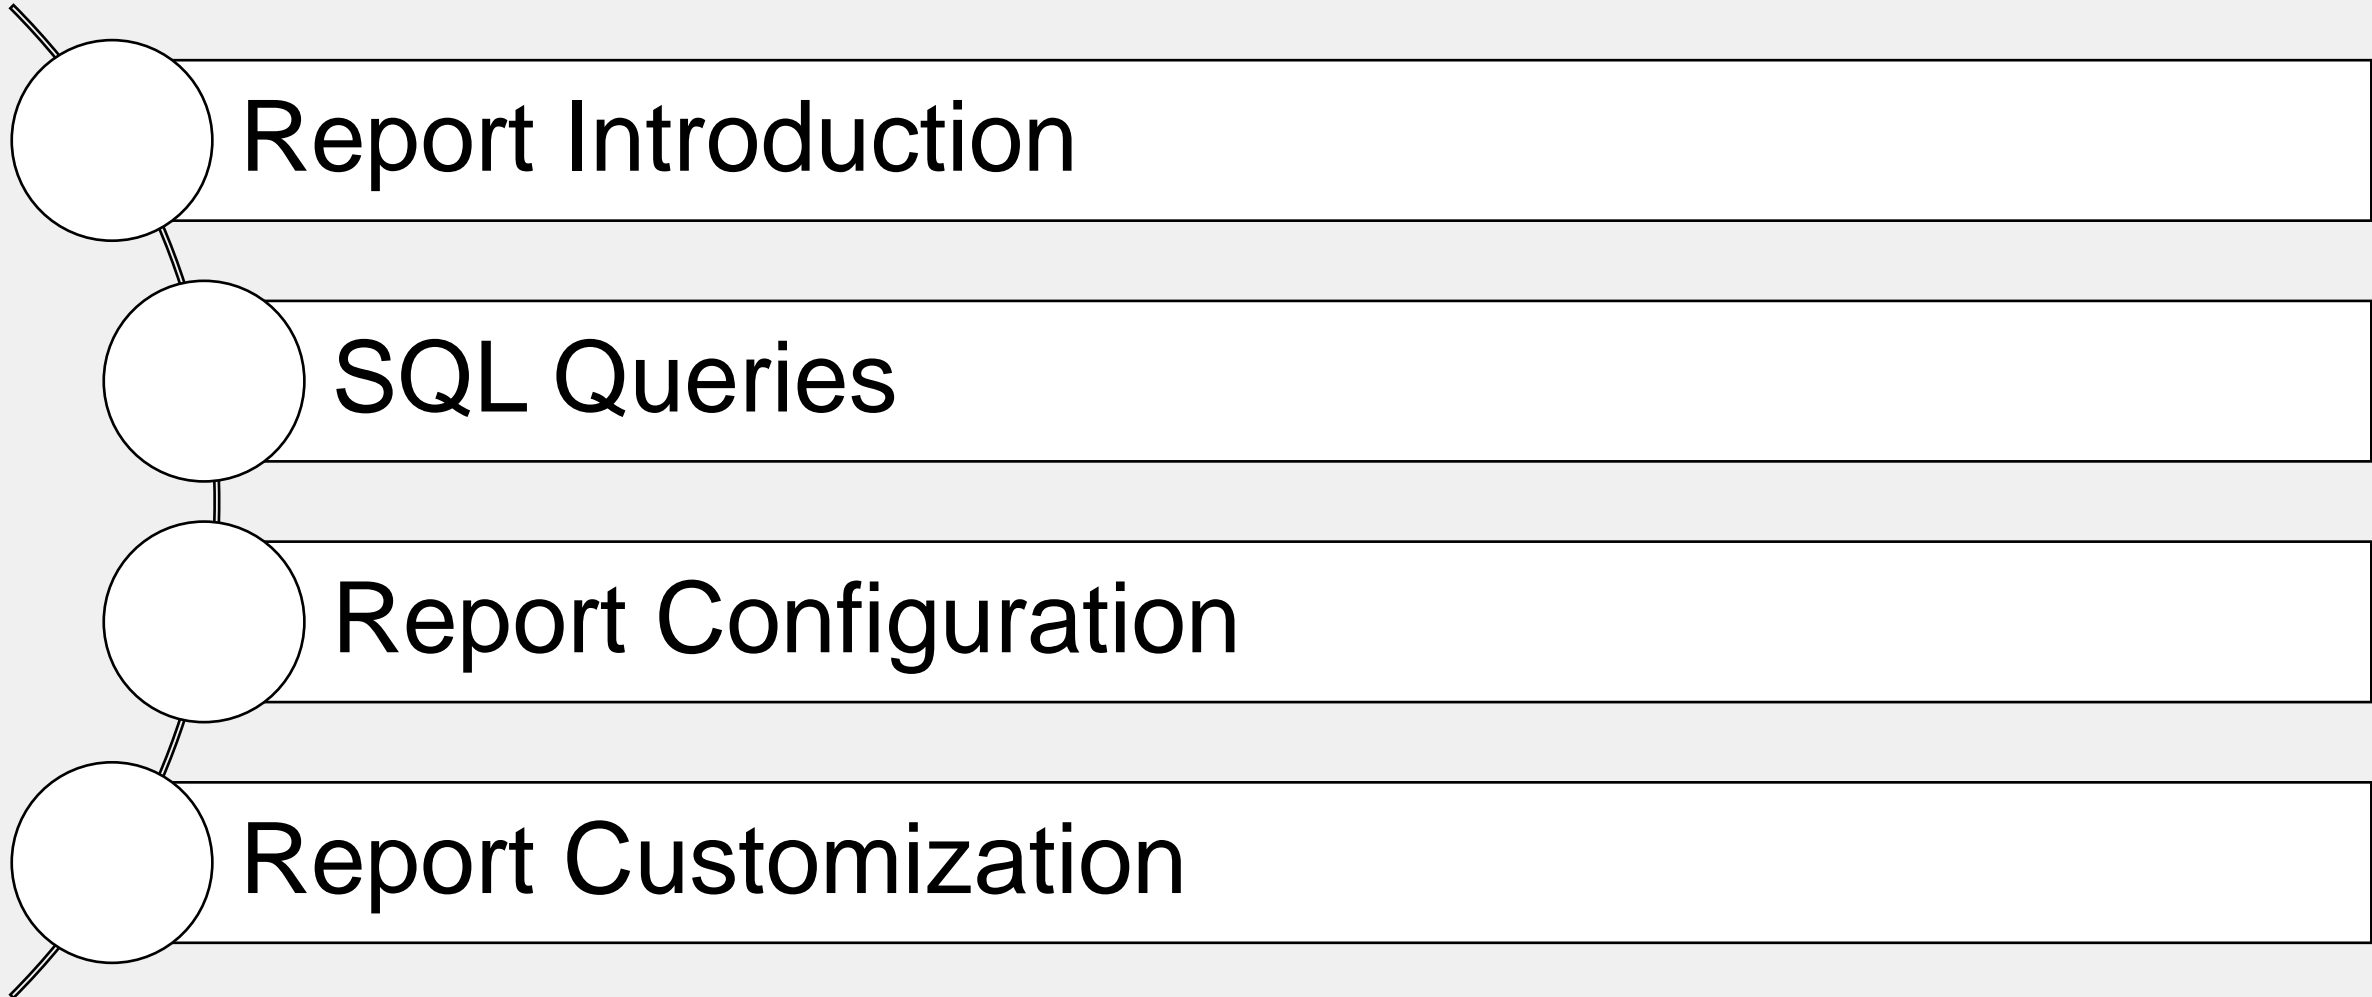 Report Introduction
SQL Queries
Report Configuration
Report Customization